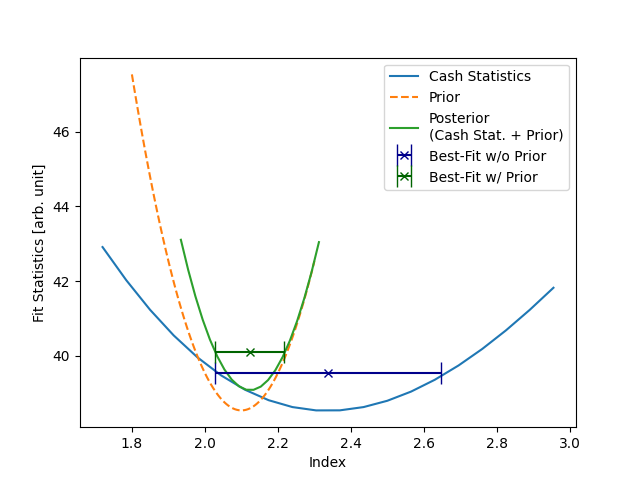 Cash Statistics
Prior
Posterior
(Cash Stat. + Prior)
Best-Fit w/o Prior
Best-Fit w/ Prior
46
44
42
40
Fit Statistics [arb. unit]
1.8 2.0 2.2 2.4 2.6 2.8 3.0
Index